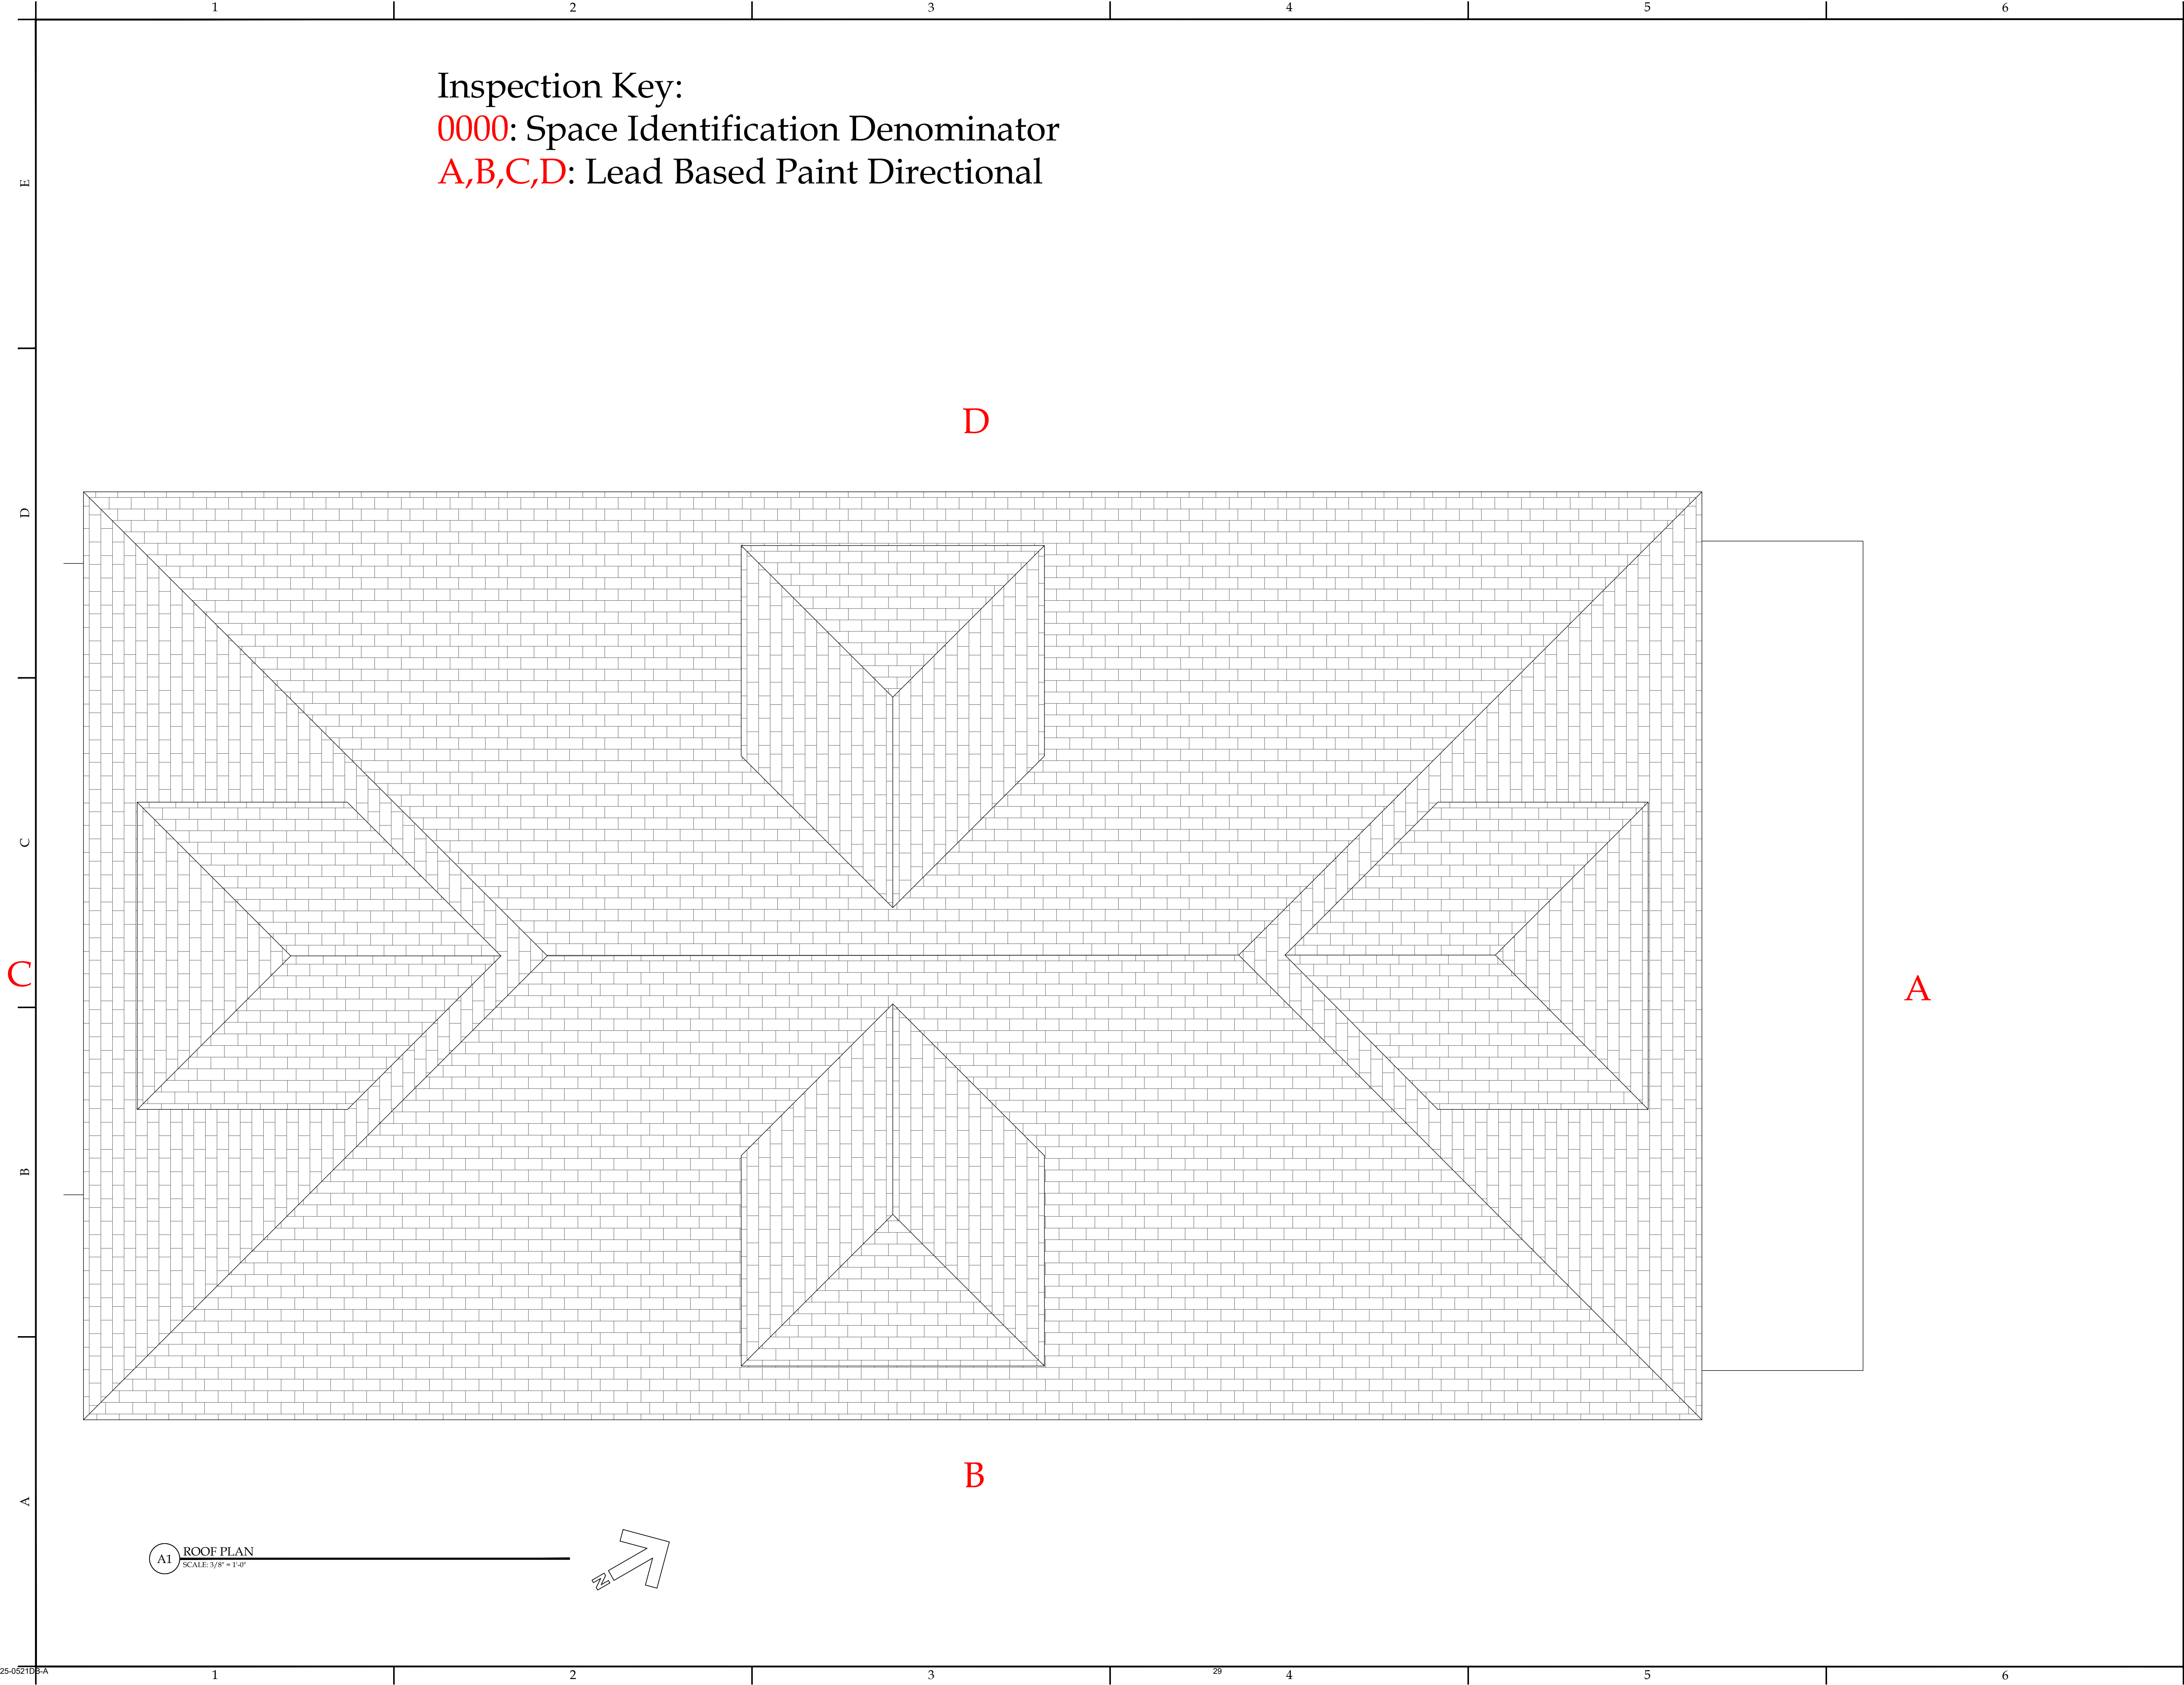 1 2 3 4 5 6
Inspection Key:
0000: Space Identification Denominator
A,B,C,D: Lead Based Paint Directional
E
D
D
C
C
A
B
B
A
A1 ROOF PLAN
SCALE: 3/8" = 1'-0"
N
25-0521DB-A
1 2 3 29 4 5 6